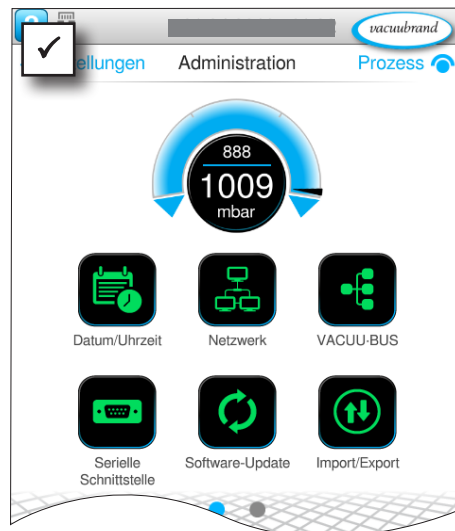 vacuubrand
ellungen Administration Prozess
888
1009
mbar
Datum/Uhrzeit Netzwerk VACUU·BUS
Serielle Software-Update Import/Export
Schnittstelle